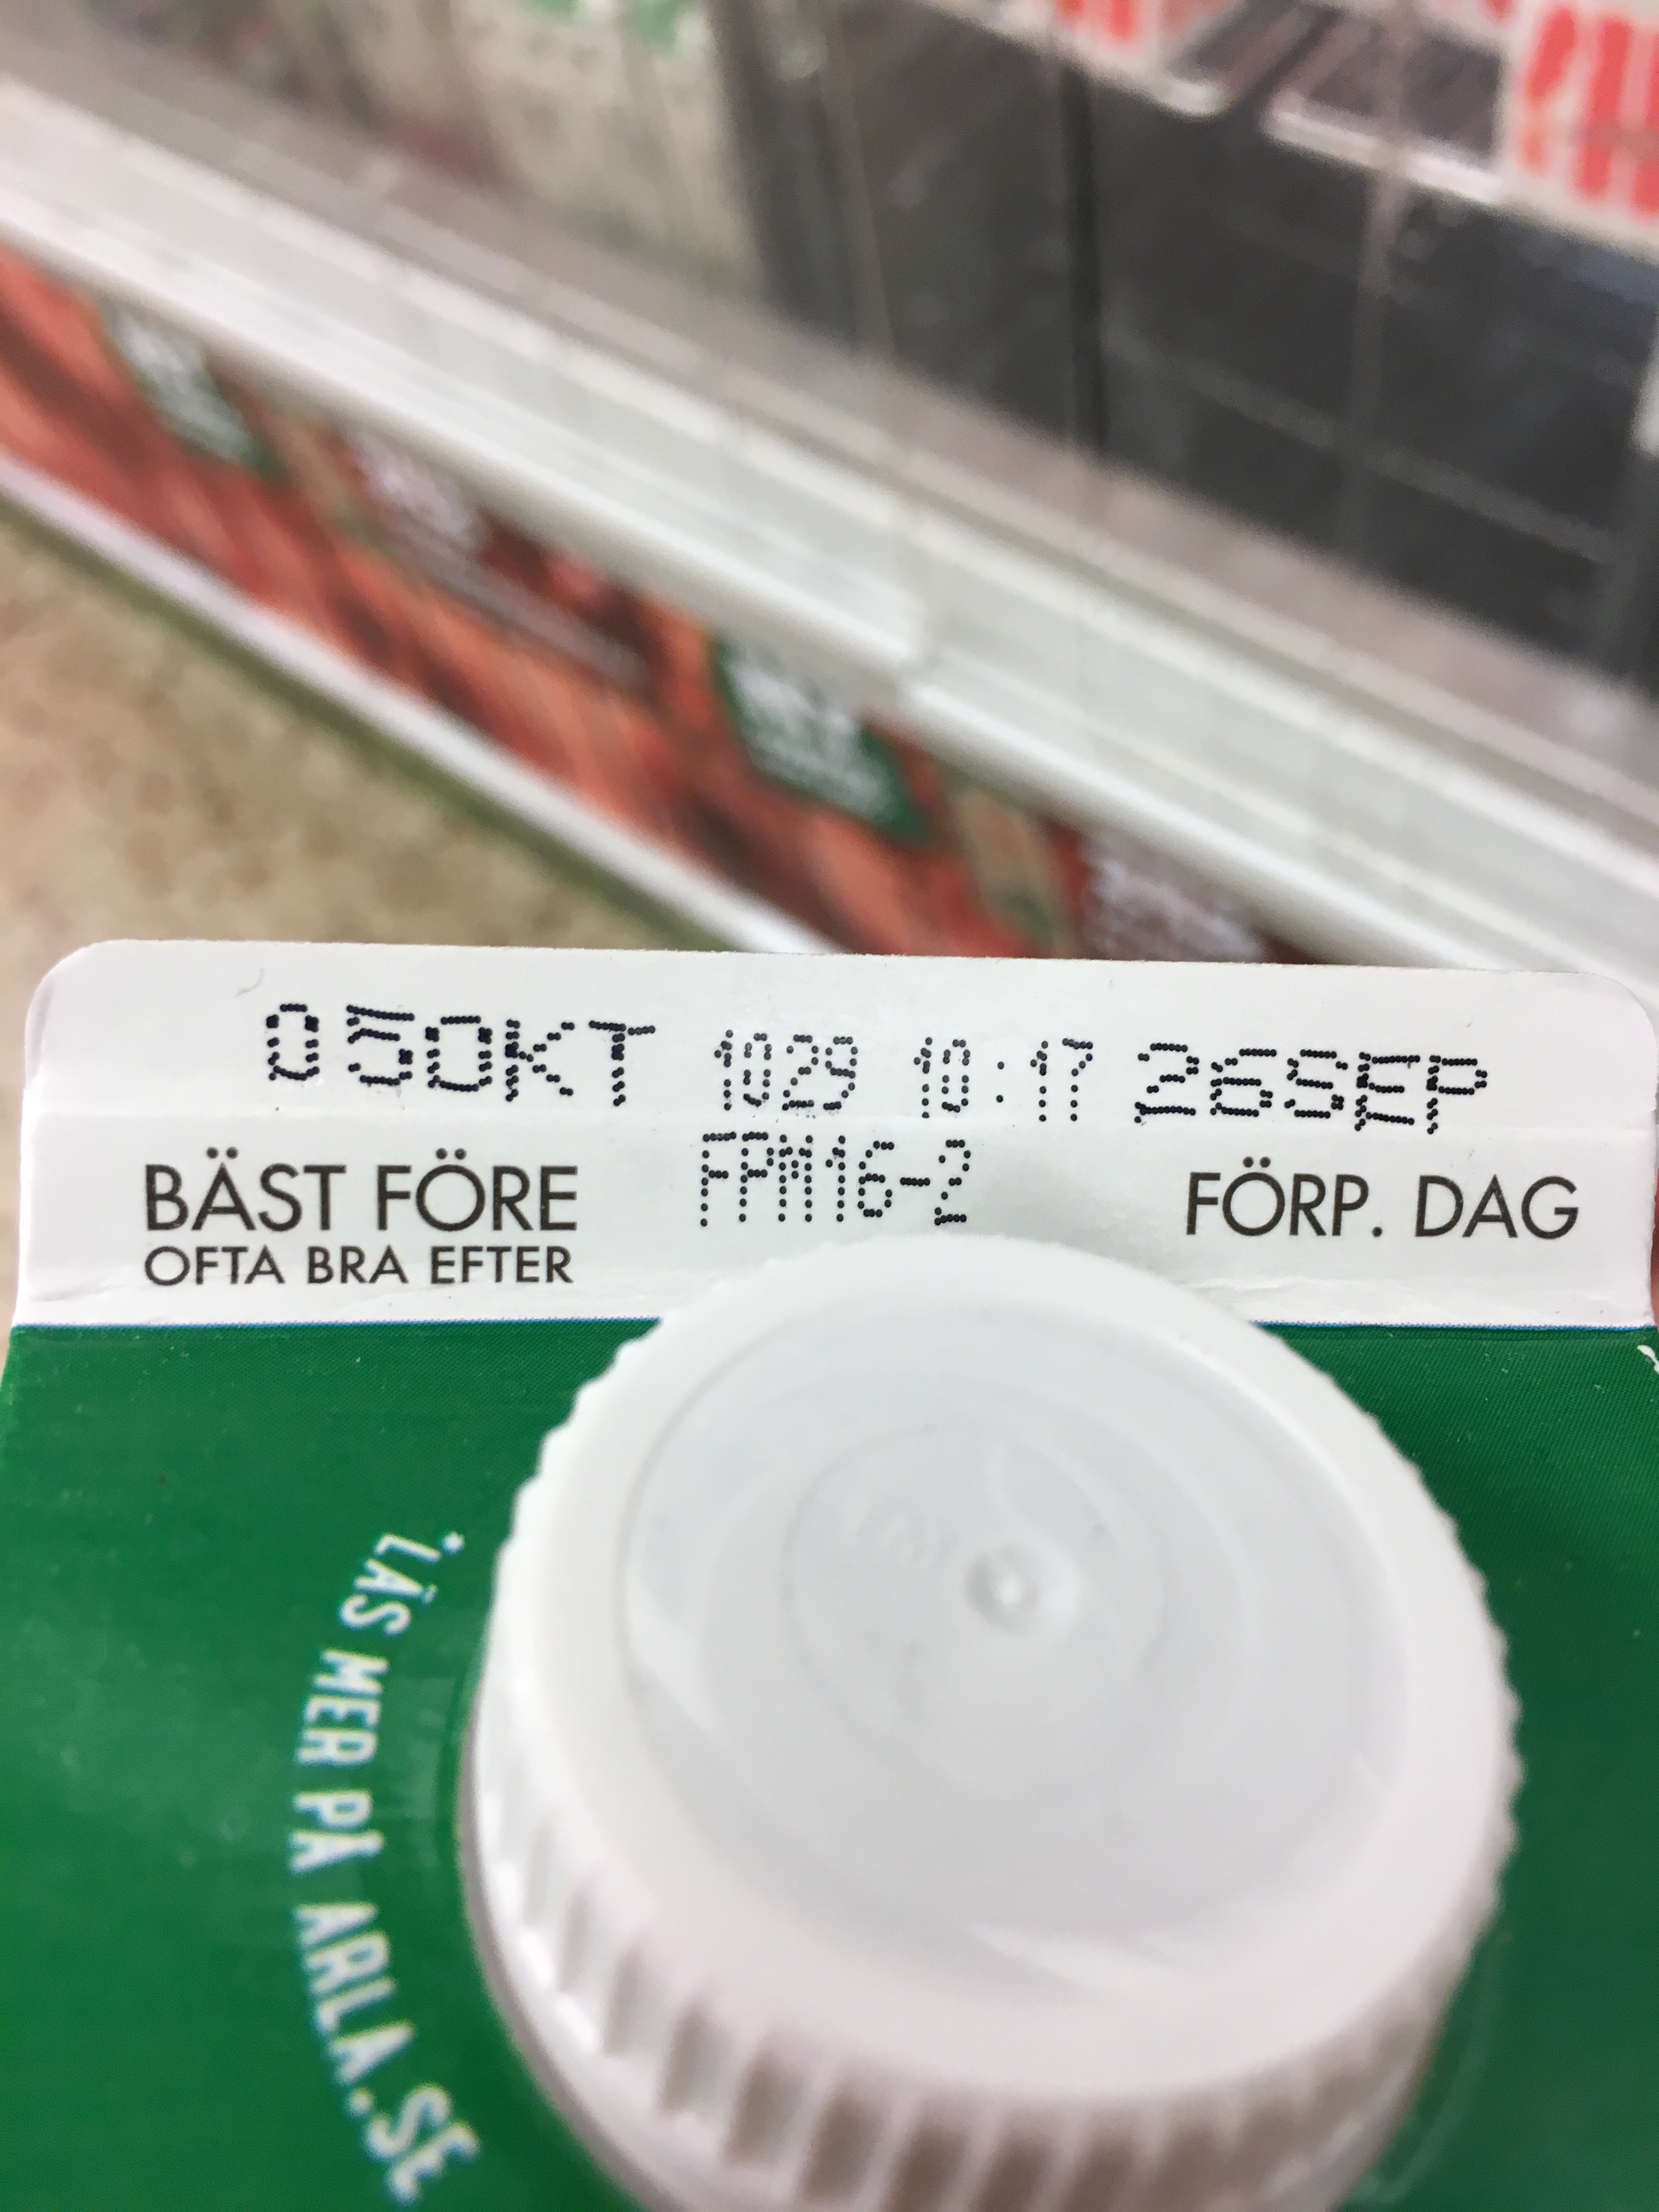 05OKT 1029 10:17 26SEP
BÄST FÖRE FPM16-2 FÖRP. DAG
OFTA BRA EFTER
*LÄS MER PÅ ARLA.SE